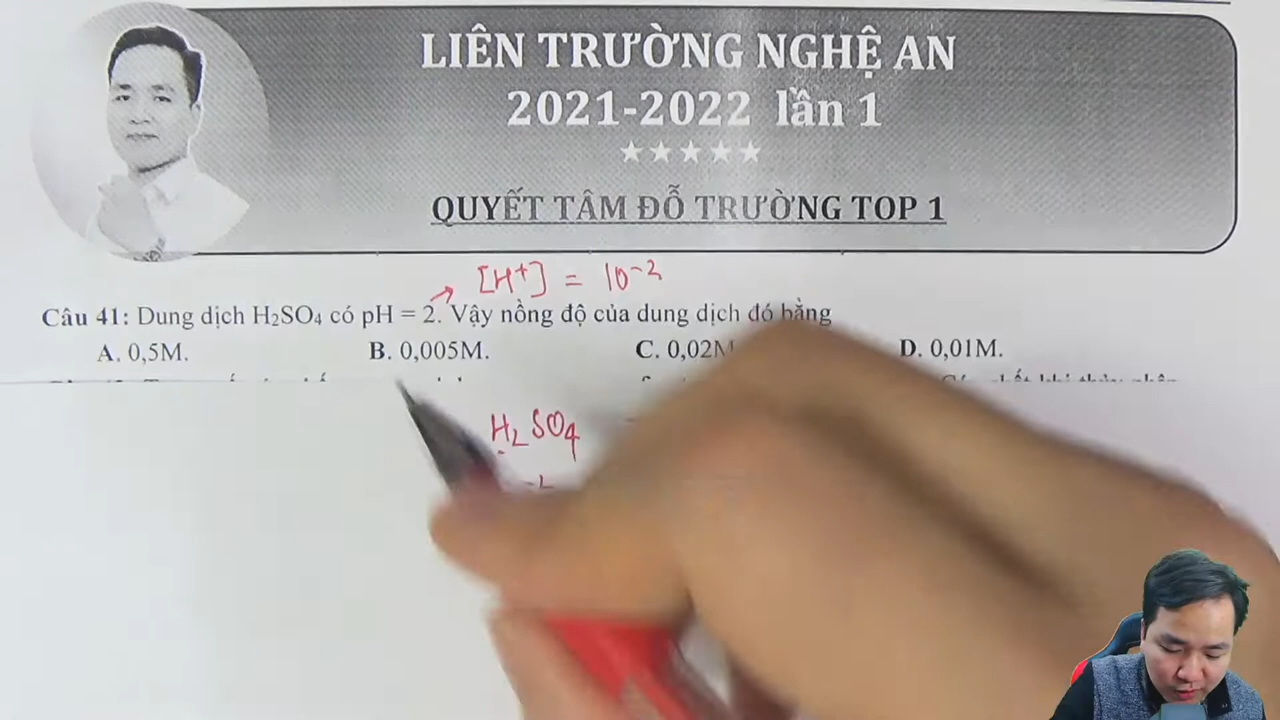 LIÊN TRƯỜNG NGHỆ AN
2021-2022 lần 1
★★★★★
QUYẾT TÂM ĐỖ TRƯỜNG TOP 1
[H+] = 10-2
Câu 41: Dung dịch H₂SO₄ có pH = 2. Vậy nồng độ của dung dịch đó bằng
A. 0,5M. B. 0,005M. C. 0,02M D. 0,01M.
H₂SO₄